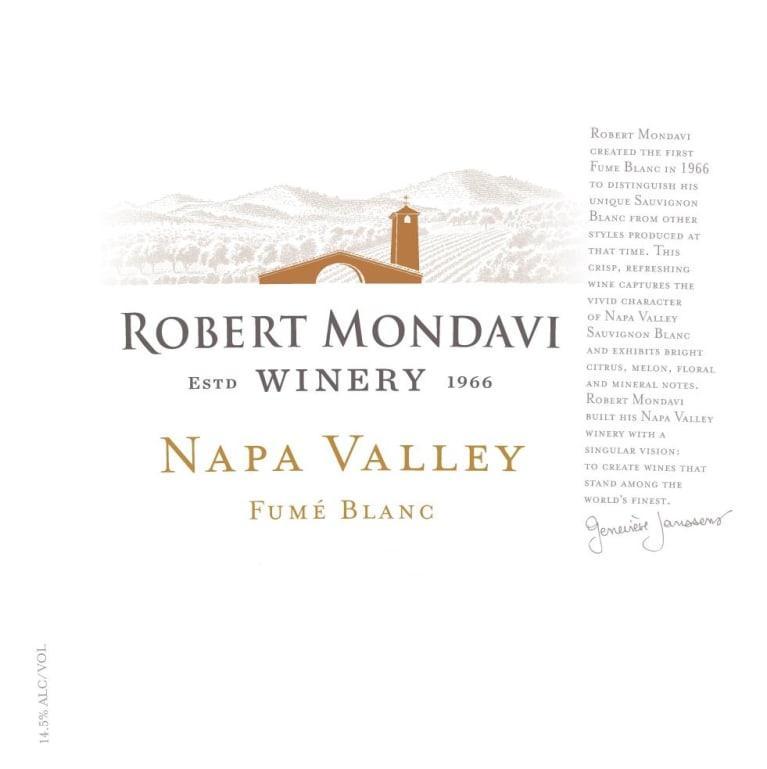 Robert Mondavi
Estd Winery 1966
Napa Valley
Fumé Blanc
Robert Mondavi
created the first
Fume Blanc in 1966
to distinguish his
unique Sauvignon
Blanc from other
styles produced at
that time. This
crisp, refreshing
wine captures the
vivid character
of Napa Valley
Sauvignon Blanc
and exhibits bright
citrus, melon, floral
and mineral notes.
Robert Mondavi
built his Napa Valley
winery with a
singular vision:
to create wines that
stand among the
world's finest.
Geneviève Janssens
14.5% ALC/VOL